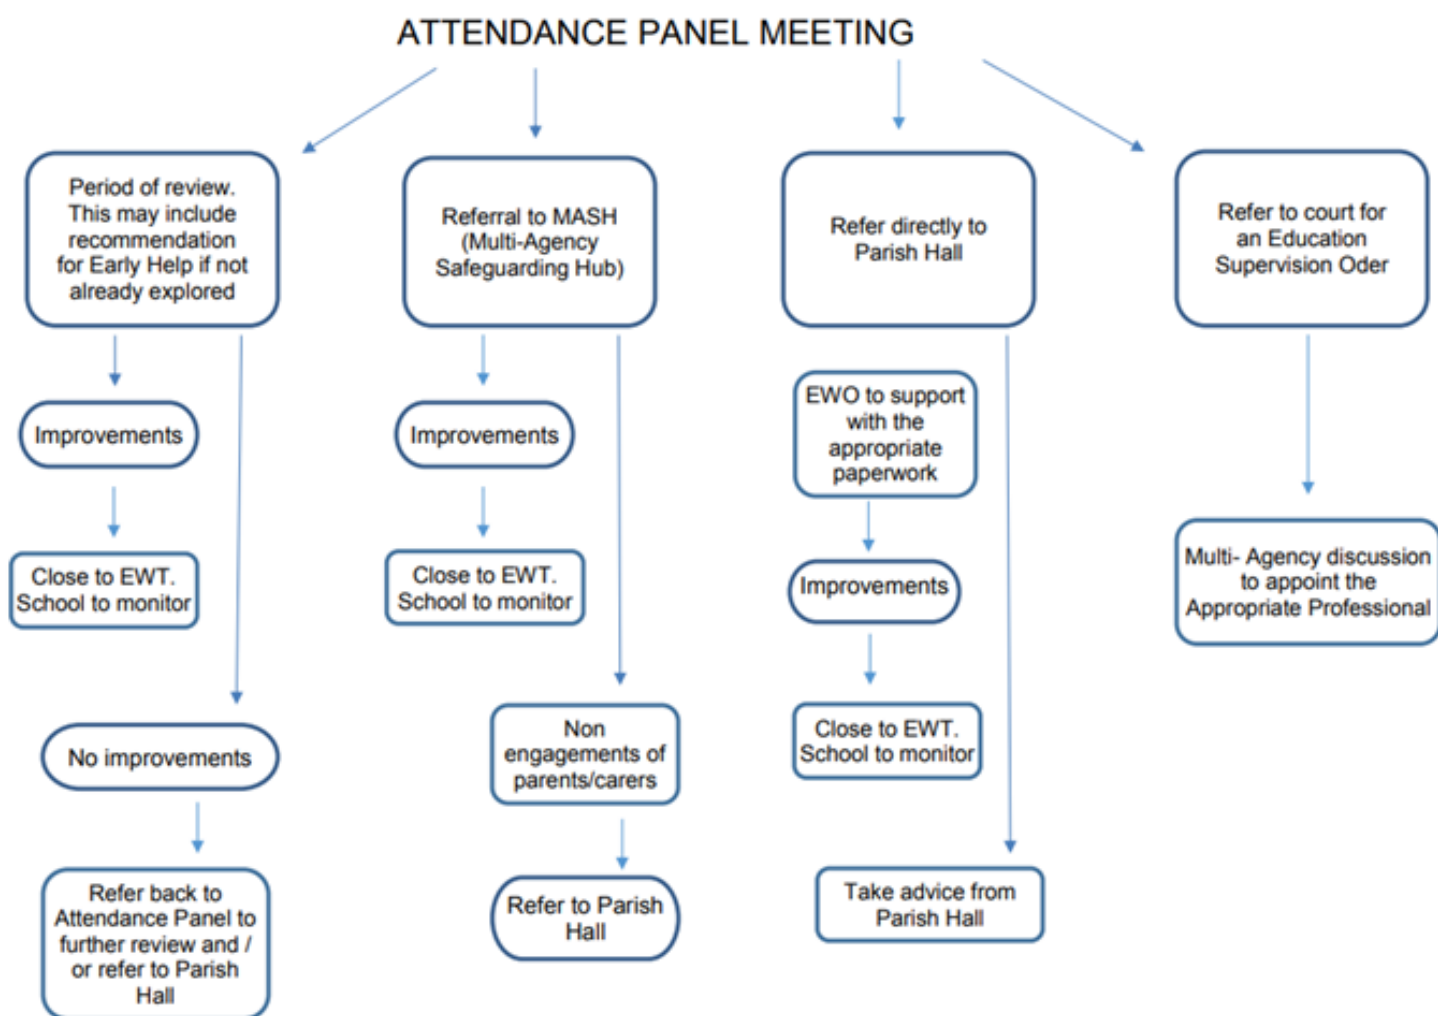 ATTENDANCE PANEL MEETING
Period of review.
This may include
recommendation
for Early Help if not
already explored
Improvements
Close to EWT.
School to monitor
No improvements
Refer back to
Attendance Panel to
further review and /
or refer to Parish
Hall
Referral to MASH
(Multi-Agency
Safeguarding Hub)
Improvements
Close to EWT.
School to monitor
Non
engagements of
parents/carers
Refer to Parish
Hall
Refer directly to
Parish Hall
EWO to support
with the
appropriate
paperwork
Improvements
Close to EWT.
School to monitor
Take advice from
Parish Hall
Refer to court for
an Education
Supervision Oder
Multi- Agency discussion
to appoint the
Appropriate Professional